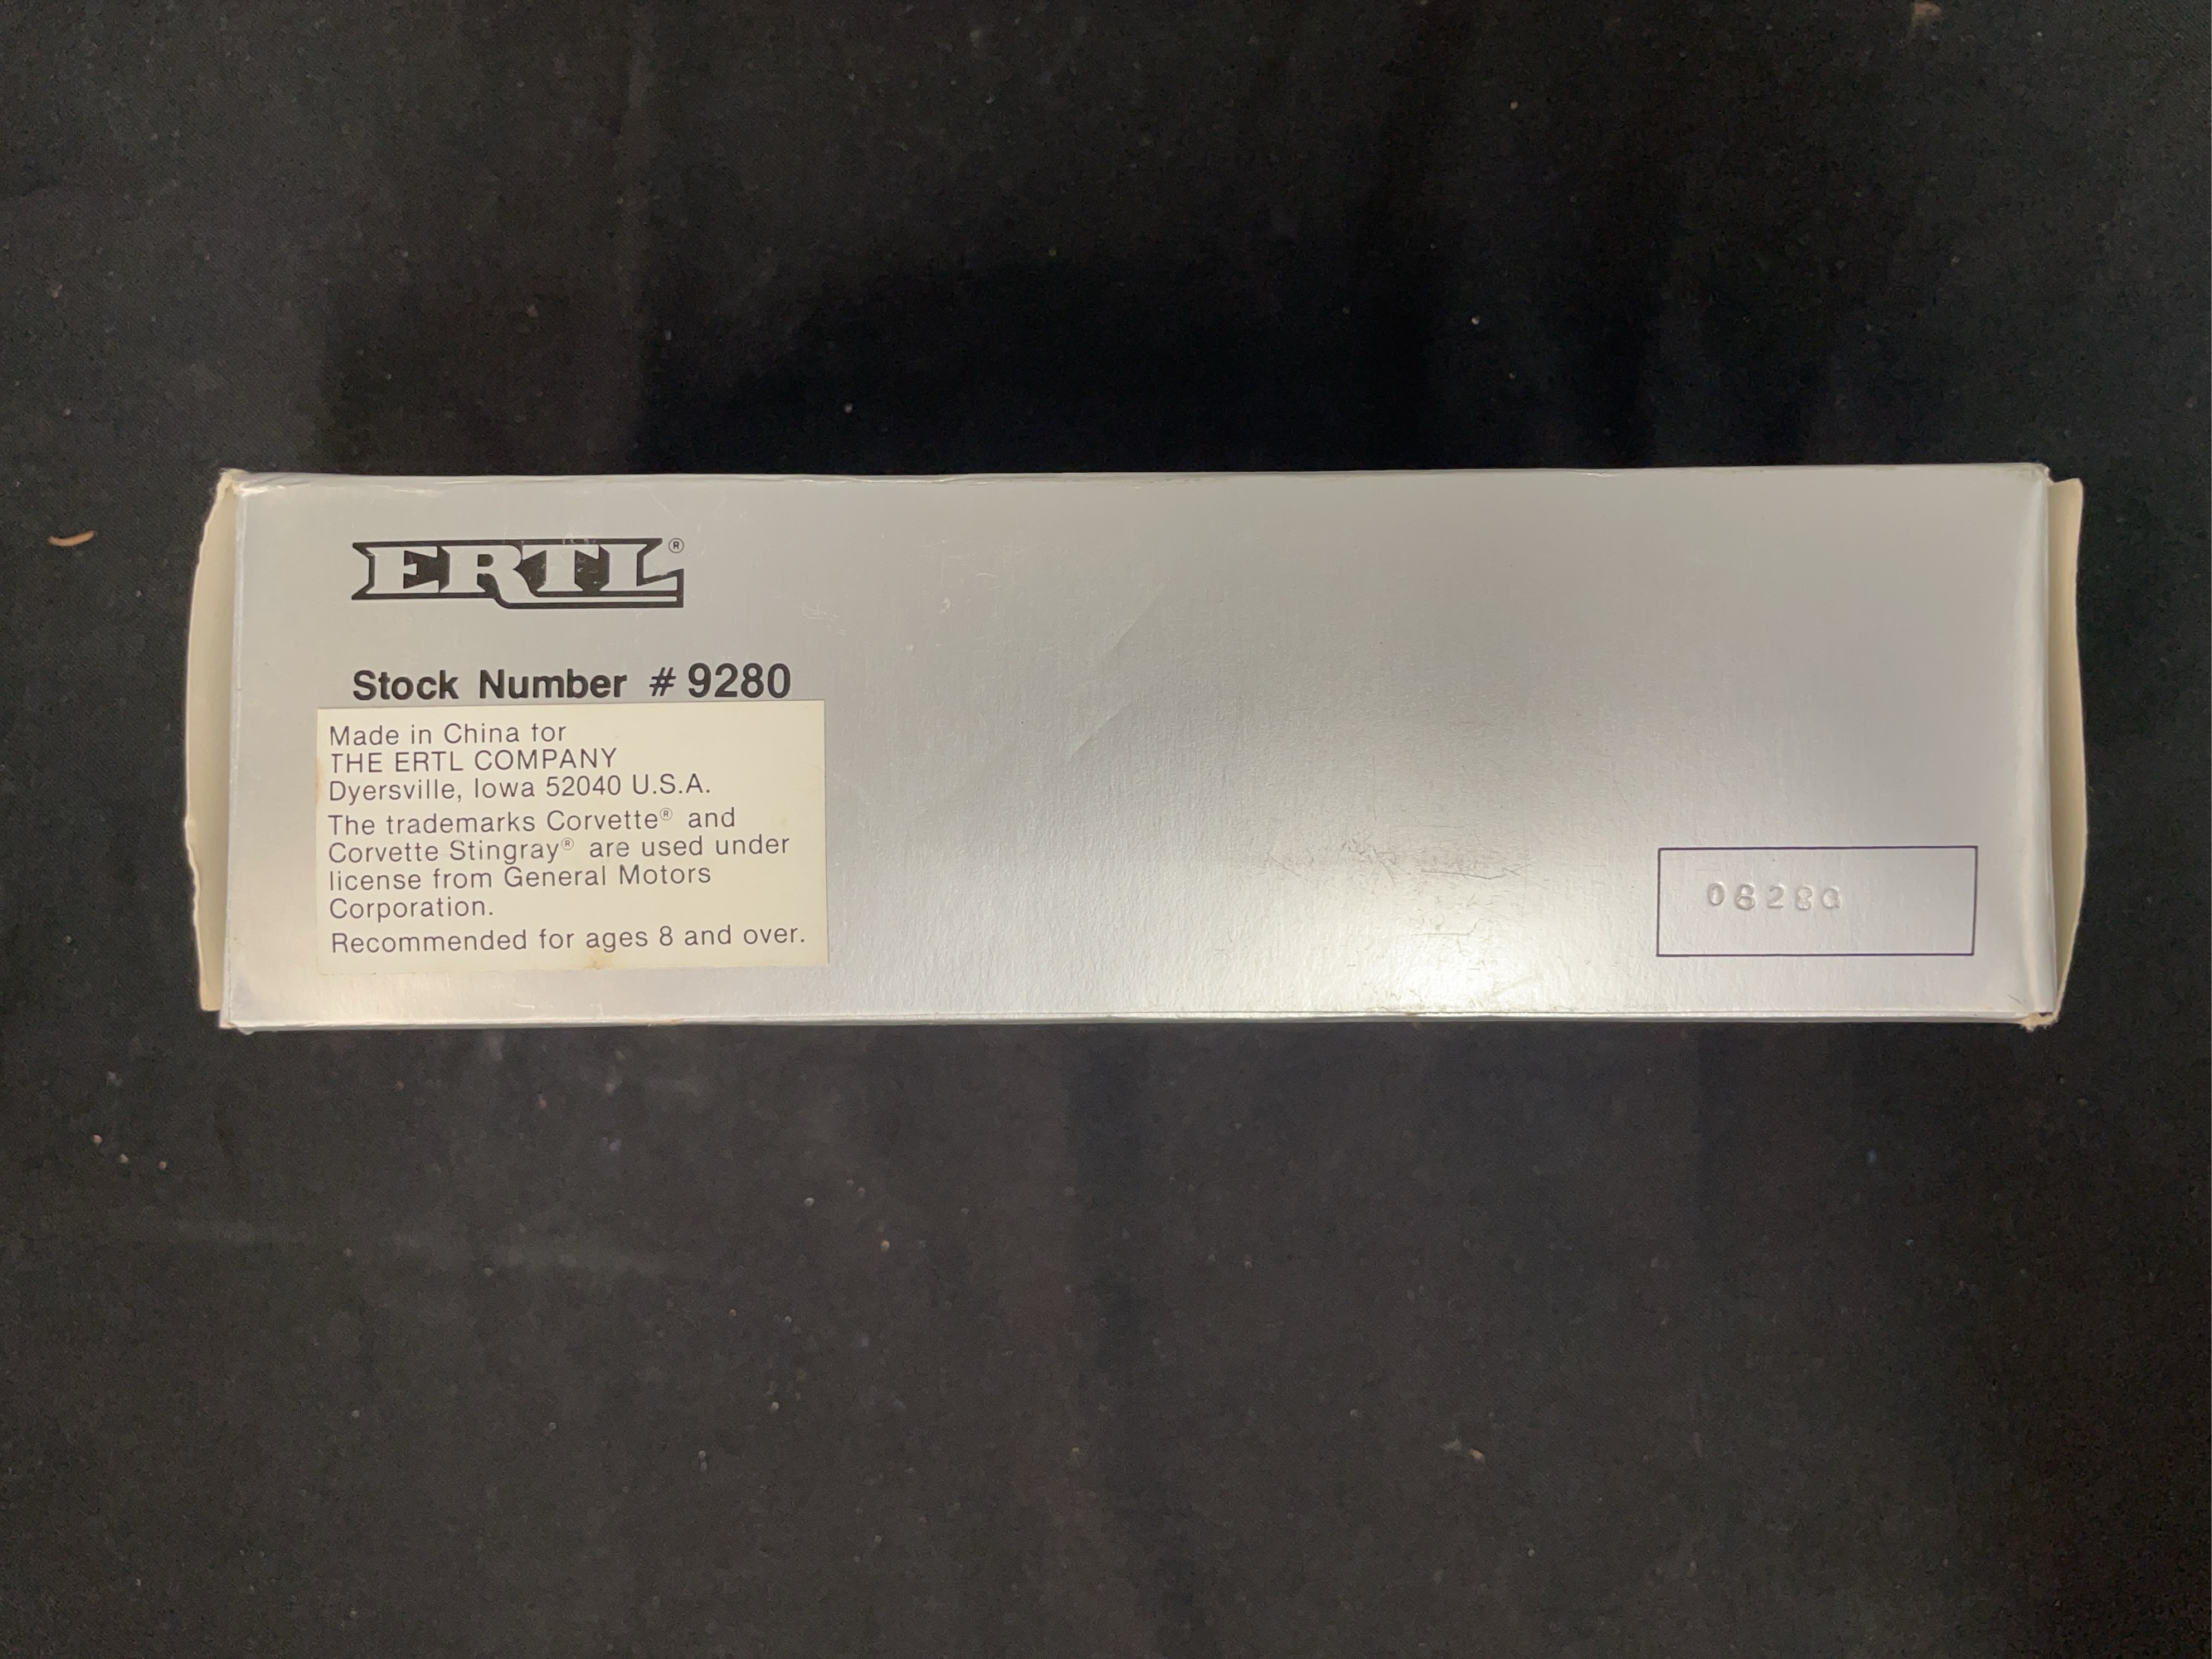 ERTL®
Stock Number #9280
Made in China for
THE ERTL COMPANY
Dyersville, Iowa 52040 U.S.A.
The trademarks Corvette® and
Corvette Stingray® are used under
license from General Motors
Corporation.
Recommended for ages 8 and over.